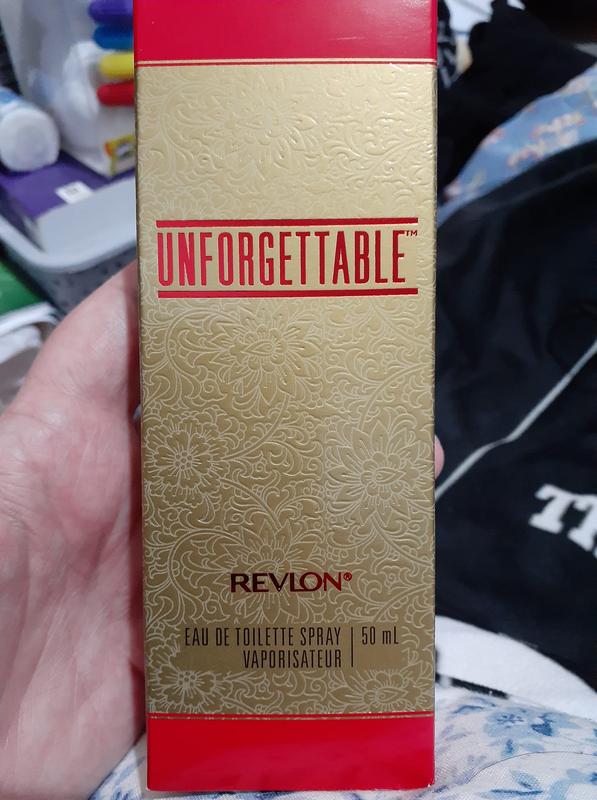 UNFORGETTABLE™
REVLON®
EAU DE TOILETTE SPRAY | 50 mL
VAPORISATEUR